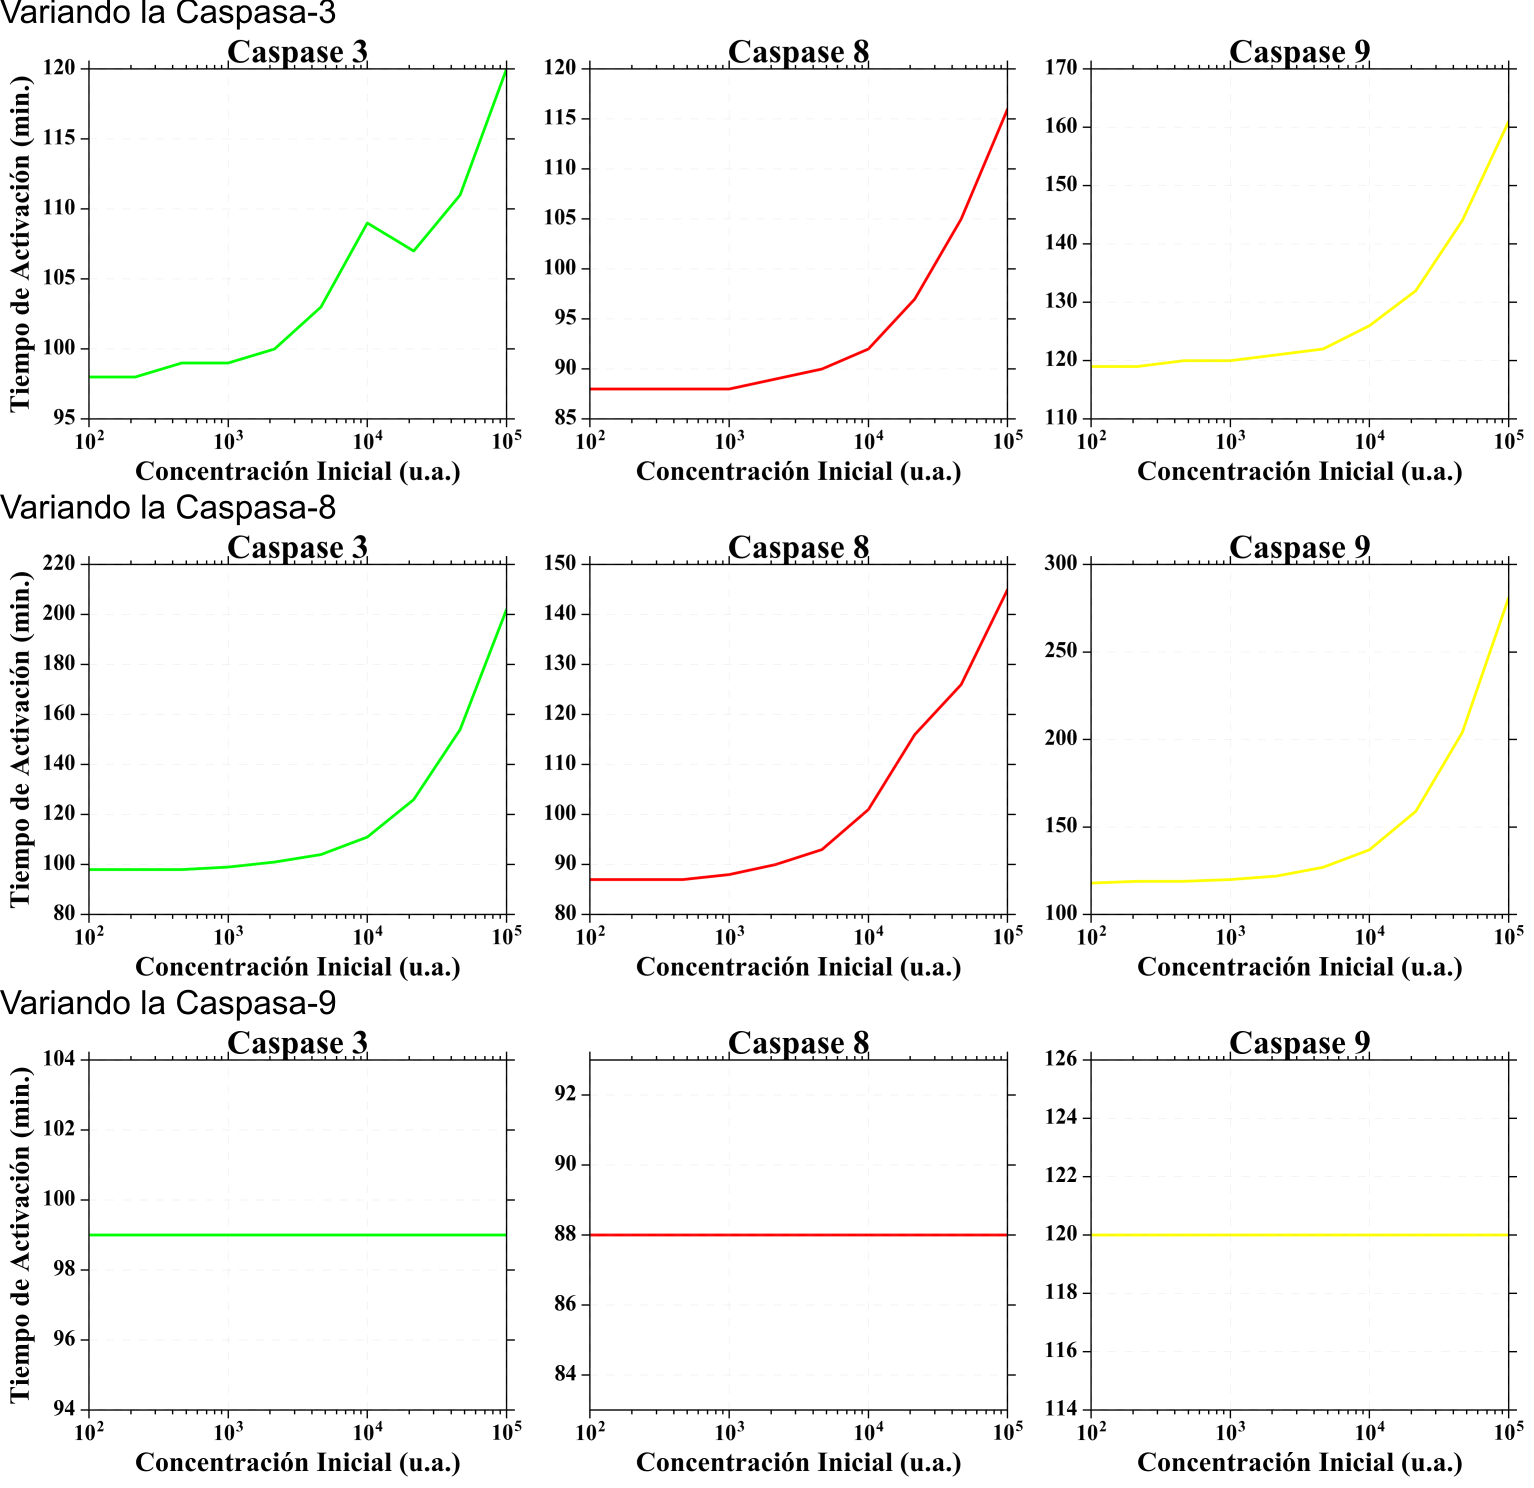 Variando la Caspasa-3
Caspase 3
Caspase 8
Caspase 9
Tiempo de Activación (min.)
120
115
110
105
100
95
120
115
110
105
100
95
90
85
170
160
150
140
130
120
110
10² 10³ 10⁴ 10⁵
10² 10³ 10⁴ 10⁵
10² 10³ 10⁴ 10⁵
Concentración Inicial (u.a.)
Concentración Inicial (u.a.)
Concentración Inicial (u.a.)
Variando la Caspasa-8
Caspase 3
Caspase 8
Caspase 9
Tiempo de Activación (min.)
220
200
180
160
140
120
100
80
150
140
130
120
110
100
90
80
300
250
200
150
100
10² 10³ 10⁴ 10⁵
10² 10³ 10⁴ 10⁵
10² 10³ 10⁴ 10⁵
Concentración Inicial (u.a.)
Concentración Inicial (u.a.)
Concentración Inicial (u.a.)
Variando la Caspasa-9
Caspase 3
Caspase 8
Caspase 9
Tiempo de Activación (min.)
104
102
100
98
96
94
92
90
88
86
84
126
124
122
120
118
116
114
10² 10³ 10⁴ 10⁵
10² 10³ 10⁴ 10⁵
10² 10³ 10⁴ 10⁵
Concentración Inicial (u.a.)
Concentración Inicial (u.a.)
Concentración Inicial (u.a.)